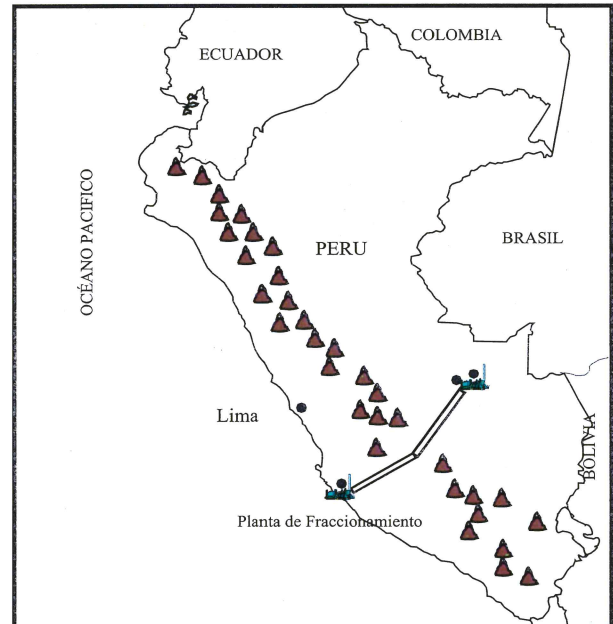 COLOMBIA
ECUADOR
OCÉANO PACIFICO
PERU
BRASIL
Lima
BOLIVIA
Planta de Fraccionamiento